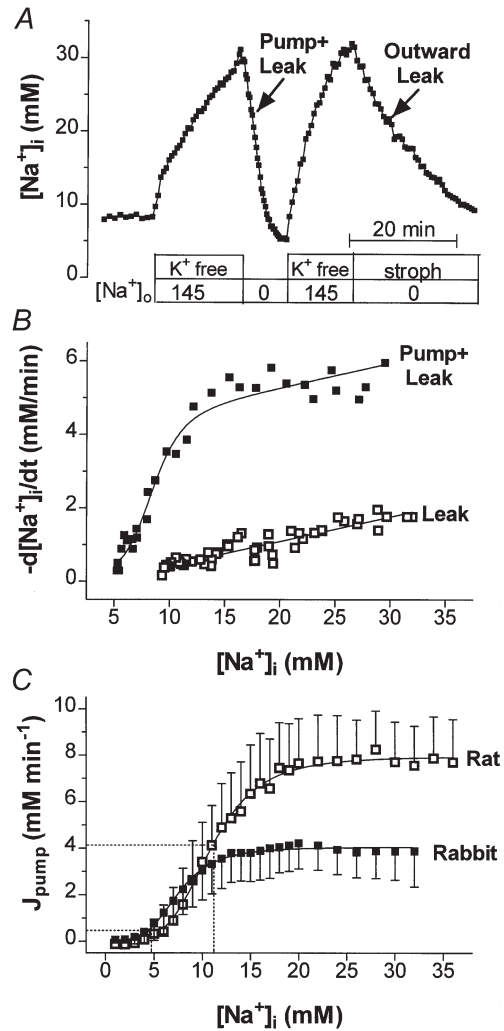 A
30
20
10
0
[Na+]i (mM)
Pump+
Leak
Outward
Leak
20 min
K+ free
K+ free
stroph
[Na+]o
145
0
145
0
B
6
4
2
0
-d[Na+]i/dt (mM/min)
Pump+
Leak
Leak
5 10 15 20 25 30 35
[Na+]i (mM)
C
10
8
6
4
2
0
Jpump (mM min-1)
Rat
Rabbit
0 5 10 15 20 25 30 35
[Na+]i (mM)